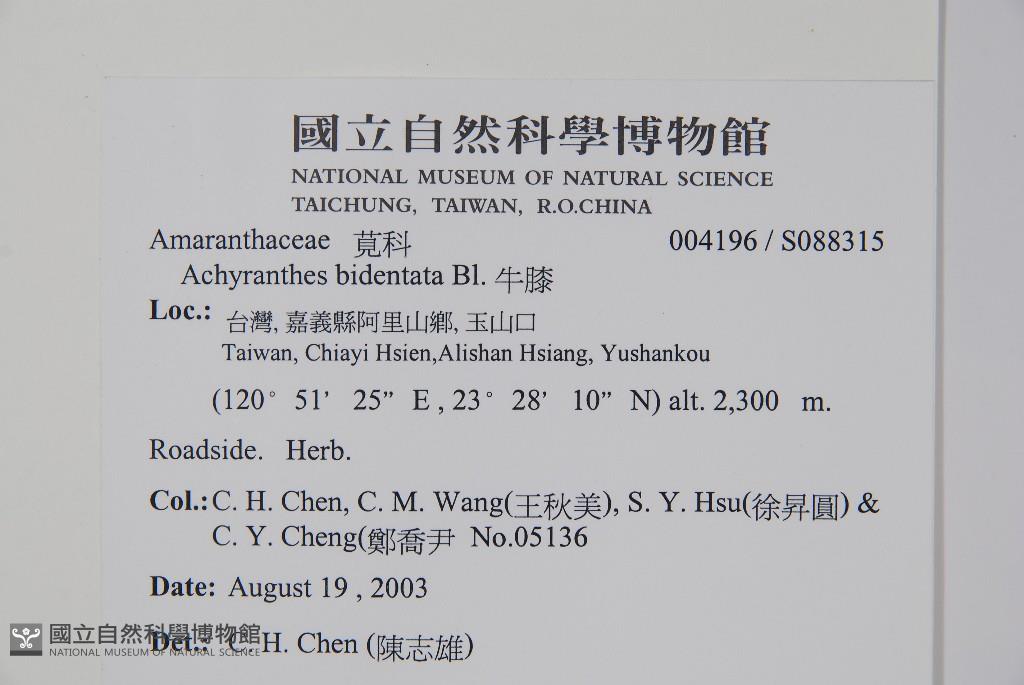 國立自然科學博物館
NATIONAL MUSEUM OF NATURAL SCIENCE
TAICHUNG, TAIWAN, R.O.CHINA
Amaranthaceae 莧科 004196 / S088315
Achyranthes bidentata Bl. 牛膝
Loc.: 台灣, 嘉義縣阿里山鄉, 玉山口
Taiwan, Chiayi Hsien,Alishan Hsiang, Yushankou
(120° 51’ 25” E , 23° 28’ 10” N) alt. 2,300 m.
Roadside. Herb.
Col.: C. H. Chen, C. M. Wang(王秋美), S. Y. Hsu(徐昇圓) &
C. Y. Cheng(鄭喬尹 No.05136
Date: August 19 , 2003
Det.: C. H. Chen (陳志雄)
國立自然科學博物館
NATIONAL MUSEUM OF NATURAL SCIENCE